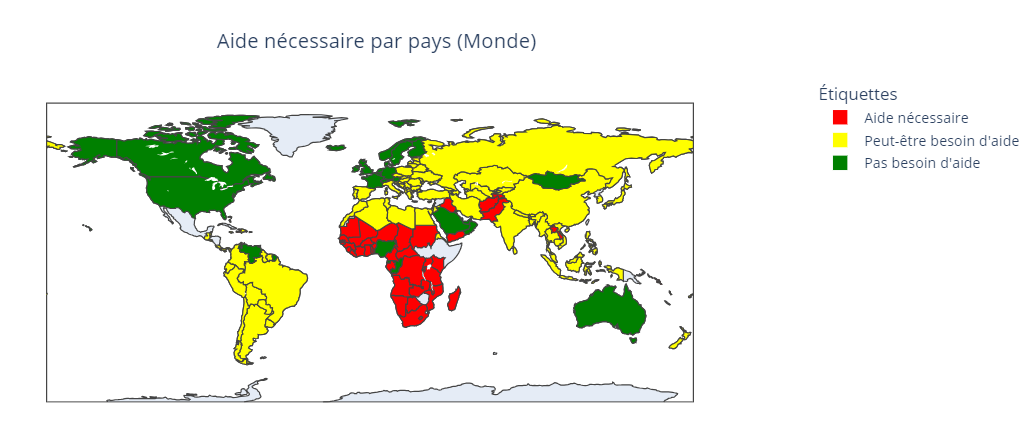 Aide nécessaire par pays (Monde)
Étiquettes
Aide nécessaire
Peut-être besoin d'aide
Pas besoin d'aide